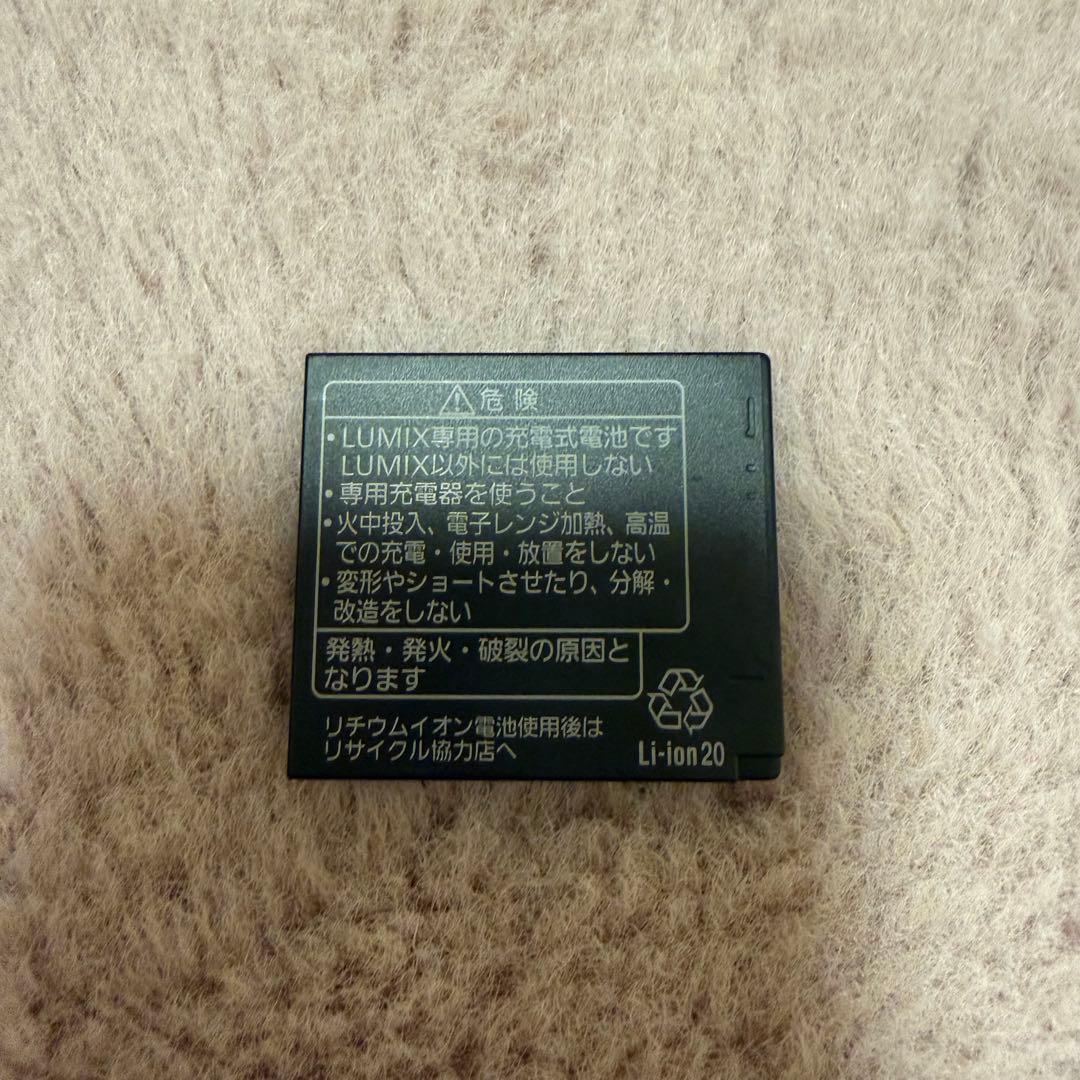 ⚠危険
・LUMIX専用の充電式電池です
LUMIX以外には使用しない
・専用充電器を使うこと
・火中投入、電子レンジ加熱、高温
での充電・使用・放置をしない
・変形やショートさせたり、分解・
改造をしない
発熱・発火・破裂の原因と
なります
リチウムイオン電池使用後は
リサイクル協力店へ
Li-ion20